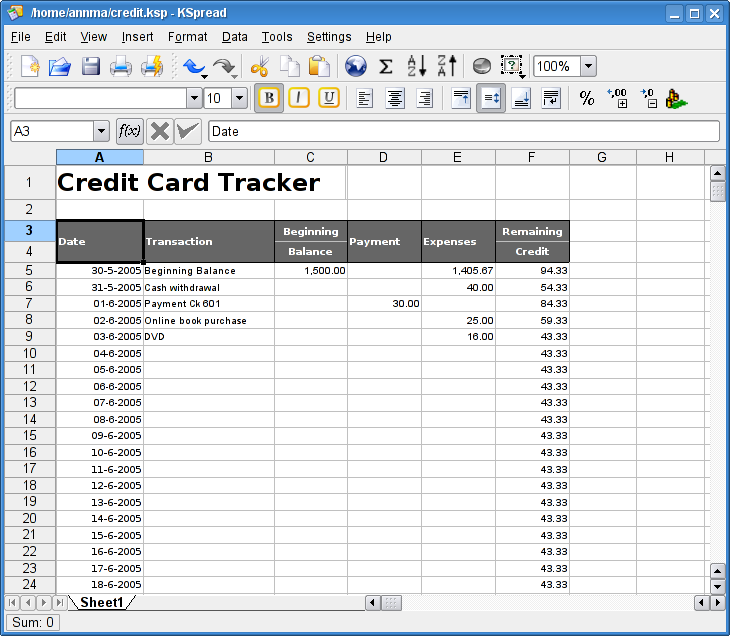 /home/annma/credit.ksp - KSpread
File Edit View Insert Format Data Tools Settings Help
100%
10 B I U % ,00 ,0
A3 f(x) Date
A B C D E F G H
1 Credit Card Tracker
2
3 Date Transaction Beginning Payment Expenses Remaining
4 Balance Credit
5 30-5-2005 Beginning Balance 1,500.00 1,405.67 94.33
6 31-5-2005 Cash withdrawal 40.00 54.33
7 01-6-2005 Payment Ck 601 30.00 84.33
8 02-6-2005 Online book purchase 25.00 59.33
9 03-6-2005 DVD 16.00 43.33
10 04-6-2005 43.33
11 05-6-2005 43.33
12 06-6-2005 43.33
13 07-6-2005 43.33
14 08-6-2005 43.33
15 09-6-2005 43.33
16 10-6-2005 43.33
17 11-6-2005 43.33
18 12-6-2005 43.33
19 13-6-2005 43.33
20 14-6-2005 43.33
21 15-6-2005 43.33
22 16-6-2005 43.33
23 17-6-2005 43.33
24 18-6-2005 43.33
Sheet1
Sum: 0